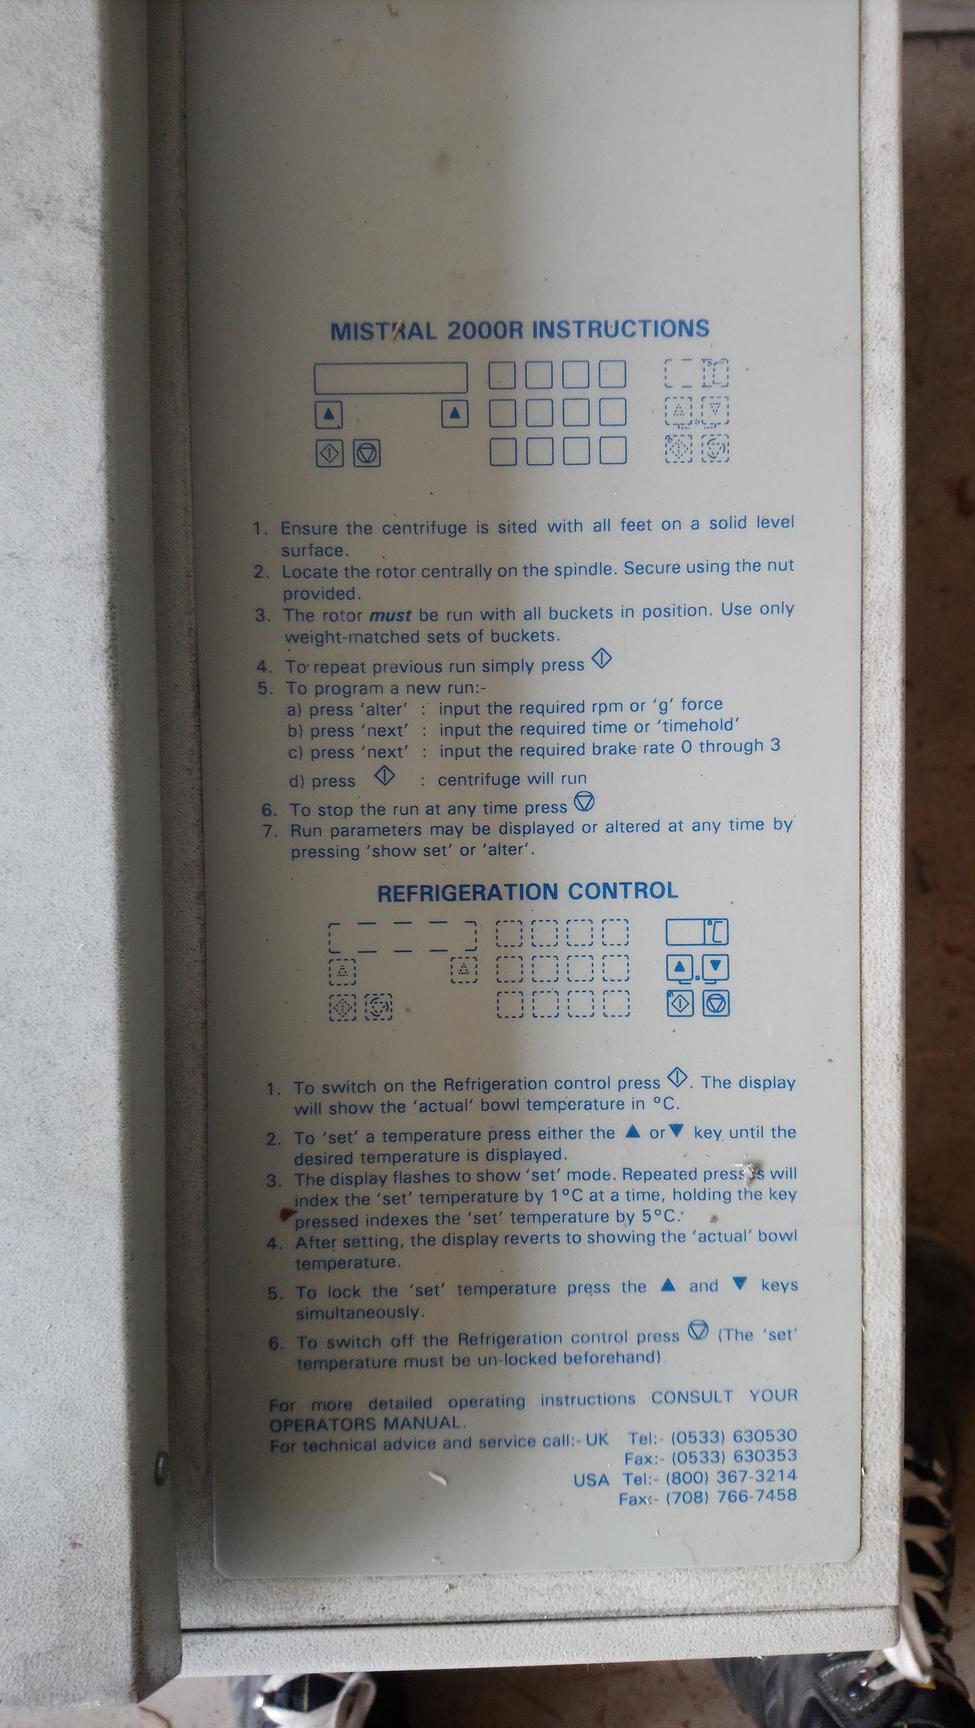 MISTRAL 2000R INSTRUCTIONS
°C
1. Ensure the centrifuge is sited with all feet on a solid level
surface.
2. Locate the rotor centrally on the spindle. Secure using the nut
provided.
3. The rotor must be run with all buckets in position. Use only
weight-matched sets of buckets.
4. To repeat previous run simply press
5. To program a new run:-
a) press ‘alter’ : input the required rpm or ‘g’ force
b) press ‘next’ : input the required time or ‘timehold’
c) press ‘next’ : input the required brake rate 0 through 3
d) press : centrifuge will run
6. To stop the run at any time press
7. Run parameters may be displayed or altered at any time by
pressing ‘show set’ or ‘alter’.
REFRIGERATION CONTROL
°C
1. To switch on the Refrigeration control press . The display
will show the ‘actual’ bowl temperature in °C.
2. To ‘set’ a temperature press either the ▲ or ▼ key until the
desired temperature is displayed.
3. The display flashes to show ‘set’ mode. Repeated presses will
index the ‘set’ temperature by 1°C at a time, holding the key
pressed indexes the ‘set’ temperature by 5°C.
4. After setting, the display reverts to showing the ‘actual’ bowl
temperature.
5. To lock the ‘set’ temperature press the ▲ and ▼ keys
simultaneously.
6. To switch off the Refrigeration control press (The ‘set’
temperature must be un-locked beforehand)
For more detailed operating instructions CONSULT YOUR
OPERATORS MANUAL.
For technical advice and service call:- UK Tel:- (0533) 630530
Fax:- (0533) 630353
USA Tel:- (800) 367-3214
Fax:- (708) 766-7458